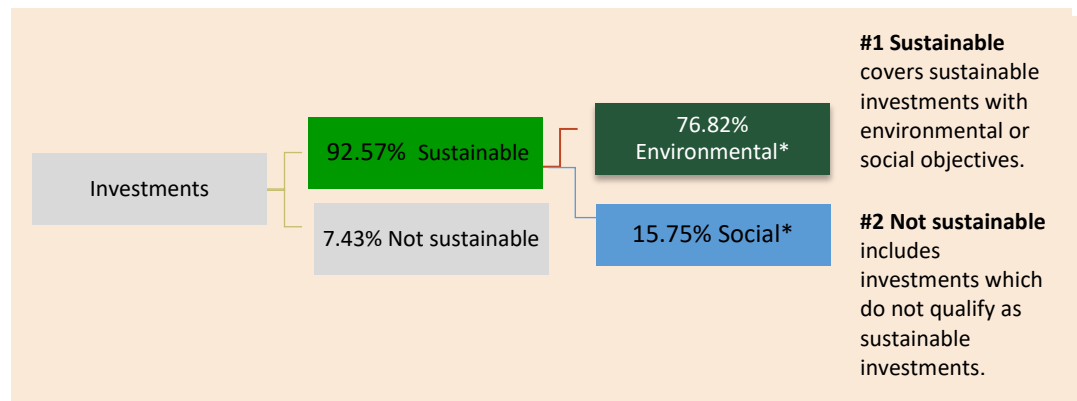 Investments
92.57% Sustainable
7.43% Not sustainable
76.82%
Environmental*
15.75% Social*
#1 Sustainable
covers sustainable
investments with
environmental or
social objectives.
#2 Not sustainable
includes
investments which
do not qualify as
sustainable
investments.